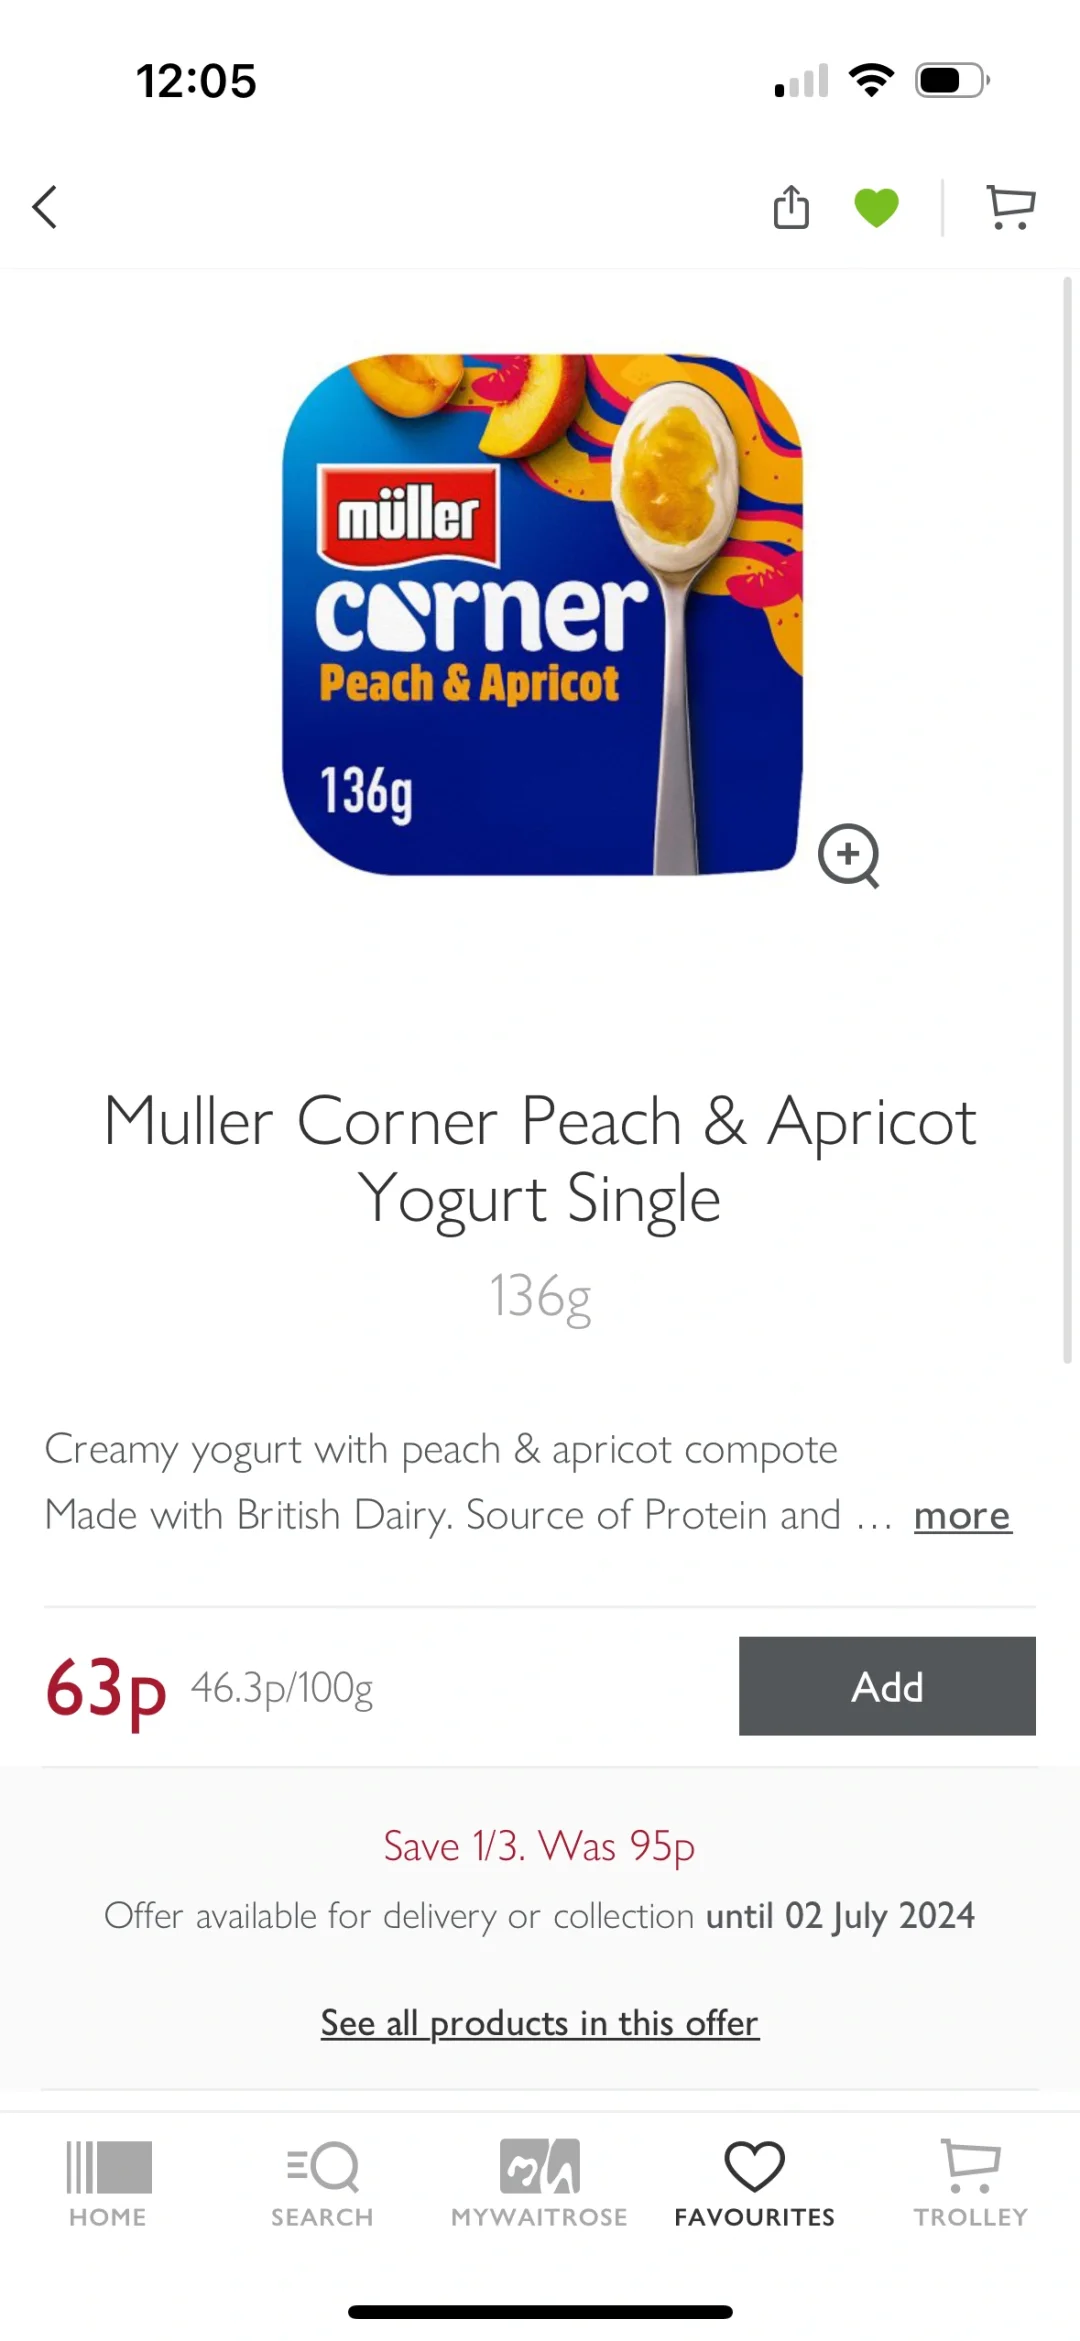 12:05
müller
corner
Peach & Apricot
136g
Muller Corner Peach & Apricot
Yogurt Single
136g
Creamy yogurt with peach & apricot compote
Made with British Dairy. Source of Protein and ... more
63p 46.3p/100g Add
Save 1/3. Was 95p
Offer available for delivery or collection until 02 July 2024
See all products in this offer
HOME SEARCH MYWAITROSE FAVOURITES TROLLEY